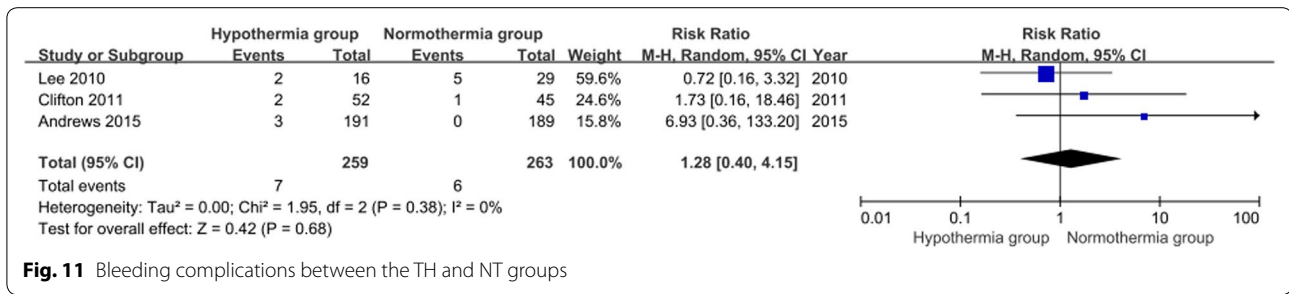 Hypothermia group Normothermia group Risk Ratio Risk Ratio
Study or Subgroup Events Total Events Total Weight M-H, Random, 95% CI Year M-H, Random, 95% CI
Lee 2010 2 16 5 29 59.6% 0.72 [0.16, 3.32] 2010
Clifton 2011 2 52 1 45 24.6% 1.73 [0.16, 18.46] 2011
Andrews 2015 3 191 0 189 15.8% 6.93 [0.36, 133.20] 2015
Total (95% CI) 259 263 100.0% 1.28 [0.40, 4.15]
Total events 7 6
Heterogeneity: Tau² = 0.00; Chi² = 1.95, df = 2 (P = 0.38); I² = 0%
Test for overall effect: Z = 0.42 (P = 0.68)
0.01 0.1 1 10 100
Hypothermia group Normothermia group
Fig. 11 Bleeding complications between the TH and NT groups